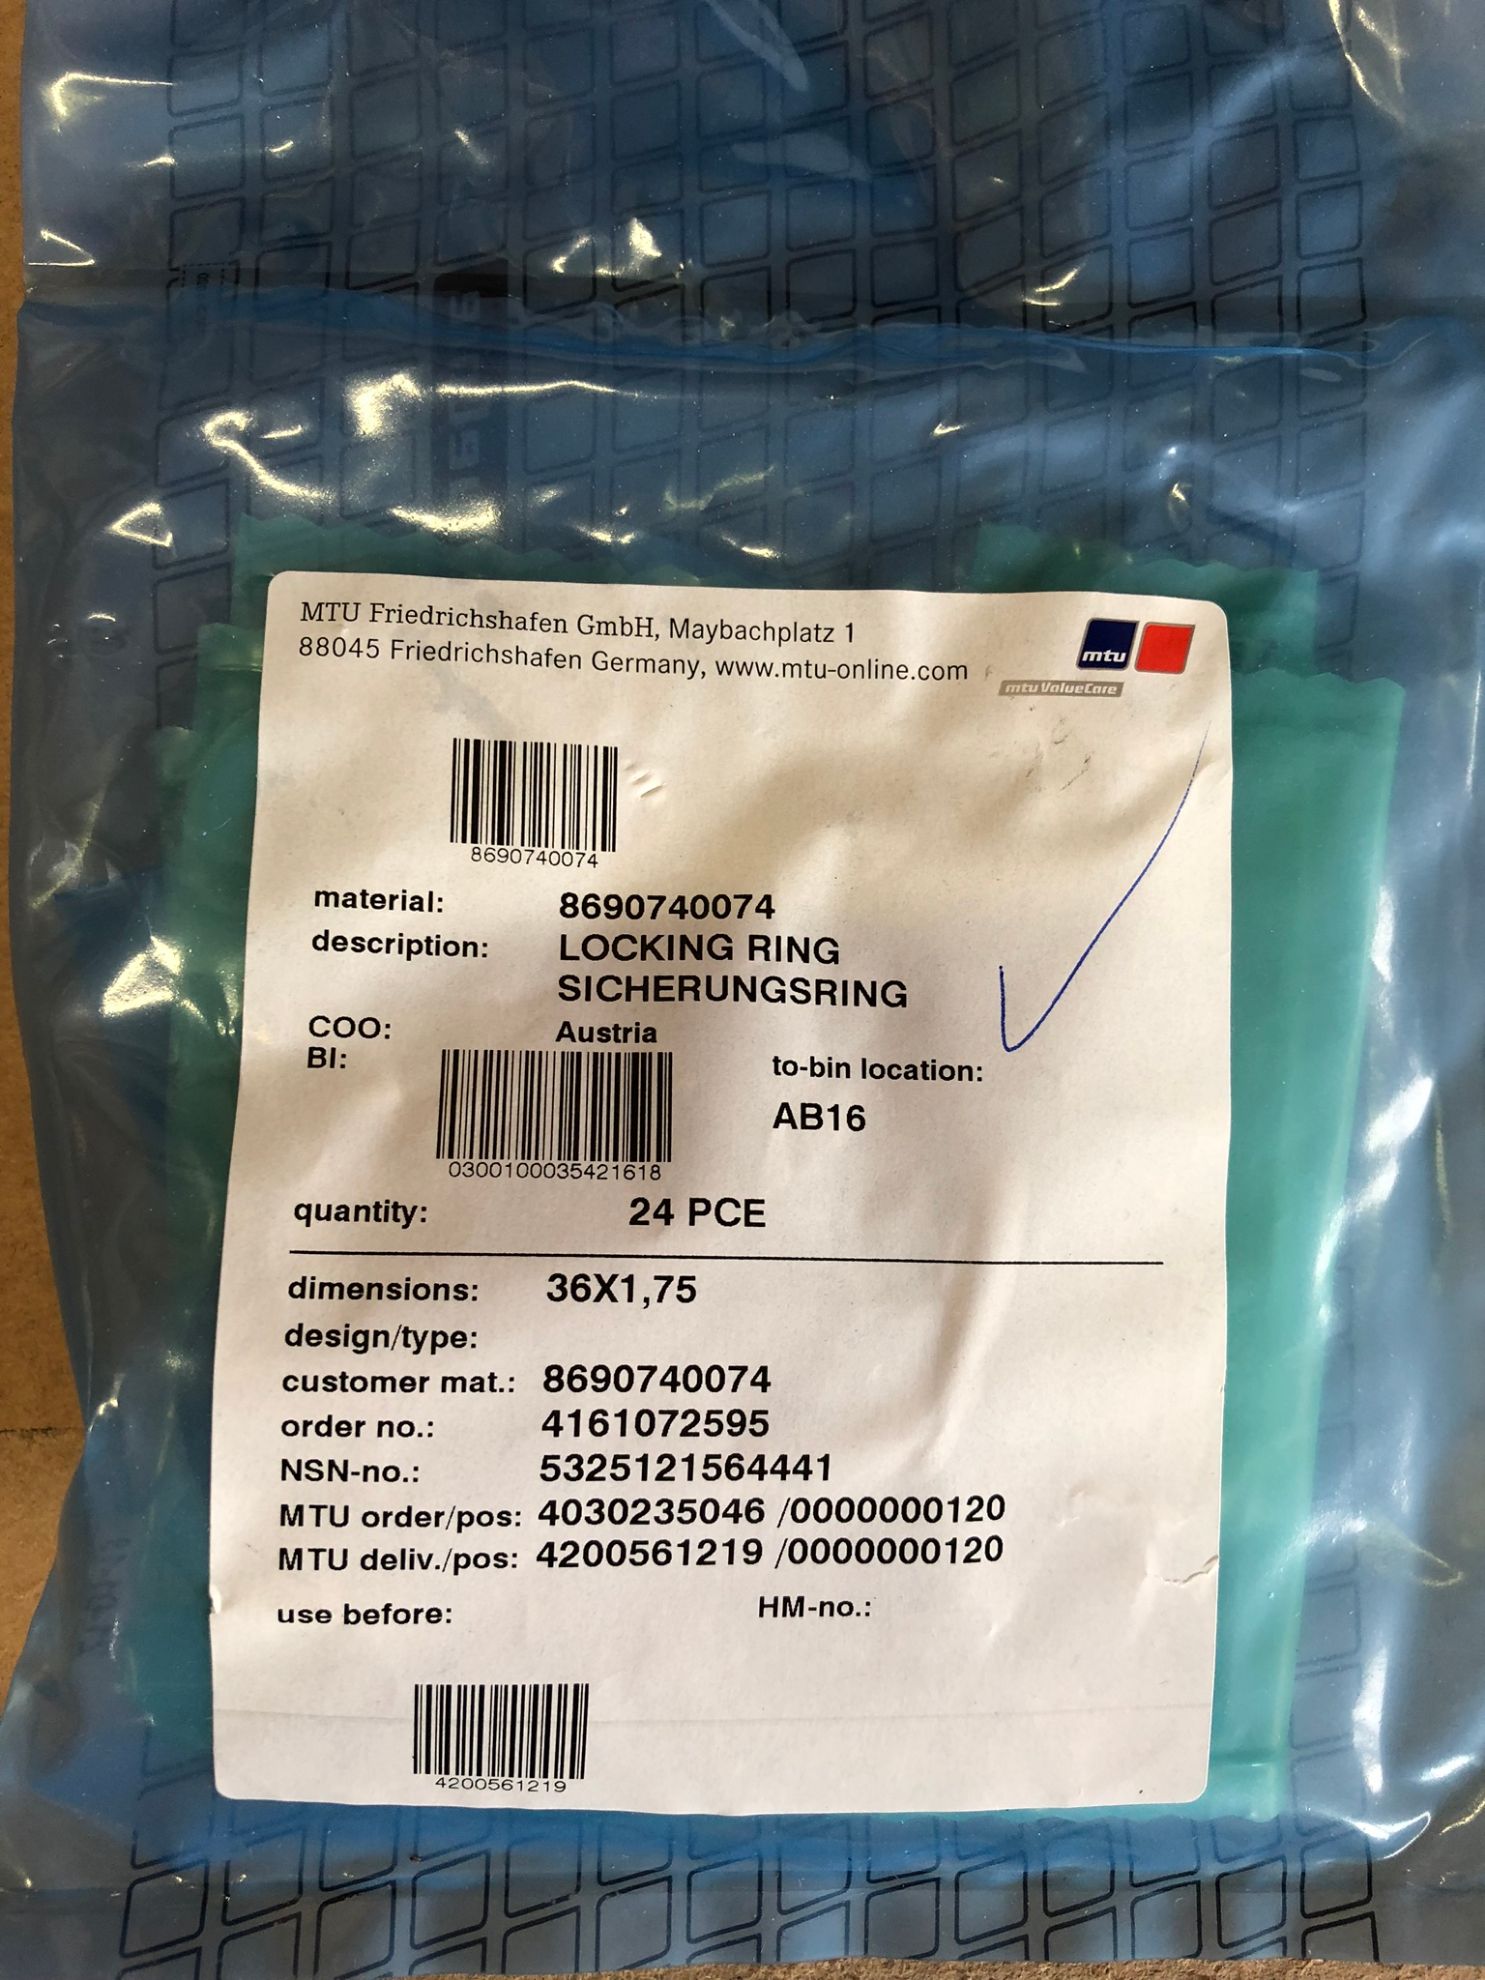 MTU Friedrichshafen GmbH, Maybachplatz 1
88045 Friedrichshafen Germany, www.mtu-online.com
mtu
mtu ValueCare
8690740074
material: 8690740074
description: LOCKING RING
SICHERUNGSRING
COO: Austria
BI:
to-bin location:
AB16
0300100035421618
quantity: 24 PCE
dimensions: 36X1,75
design/type:
customer mat.: 8690740074
order no.: 4161072595
NSN-no.: 5325121564441
MTU order/pos: 4030235046 /0000000120
MTU deliv./pos: 4200561219 /0000000120
use before: HM-no.:
4200561219